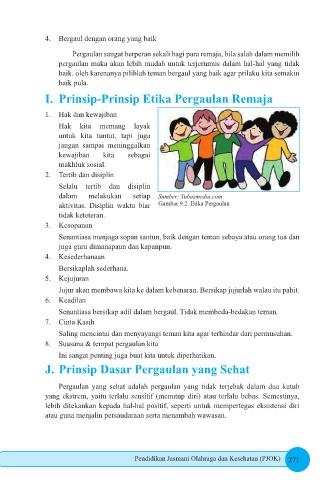 4. Bergaul dengan orang yang baik
Pergaulan sangat berperan sekali bagi para remaja, bila salah dalam memilih
pergaulan maka akan lebih mudah untuk terjerumus dalam hal-hal yang tidak
baik. oleh karenanya pilihlah teman bergaul yang baik agar prilaku kita semakin
baik pula.
I. Prinsip-Prinsip Etika Pergaulan Remaja
1. Hak dan kewajiban
Hak kita memang layak
untuk kita tuntut, tapi juga
jangan sampai meninggalkan
kewajiban kita sebagai
makhluk sosial.
2. Tertib dan disiplin
Selalu tertib dan disiplin
dalam melakukan setiap
aktivitas. Disiplin waktu biar
tidak keteteran.
Sumber: Tubasmedia.com
Gambar 9.2. Etika Pergaulan
3. Kesopanan
Senantiasa menjaga sopan santun, baik dengan teman sebaya atau orang tua dan
juga guru dimanapaun dan kapanpun.
4. Kesederhanaan
Bersikaplah sederhana.
5. Kejujuran
Jujur akan membawa kita ke dalam kebenaran. Bersikap jujurlah walau itu pahit.
6. Keadilan
Senantiasa bersikap adil dalam bergaul. Tidak membeda-bedakan teman.
7. Cinta Kasih
Saling mencintai dan menyayangi teman kita agar terhindar dari permusuhan.
8. Suasana & tempat pergaulan kita
Ini sangat penting juga buat kita untuk diperhatikan.
J. Prinsip Dasar Pergaulan yang Sehat
Pergaulan yang sehat adalah pergaulan yang tidak terjebak dalam dua kutub
yang ekstrem, yaitu terlalu sensitif (menutup diri) atau terlalu bebas. Semestinya,
lebih ditekankan kepada hal-hal positif, seperti untuk mempertegas eksistensi diri
atau guna menjalin persaudaraan serta menambah wawasan.
Pendidikan Jasmani Olahraga dan Kesehatan (PJOK) 271